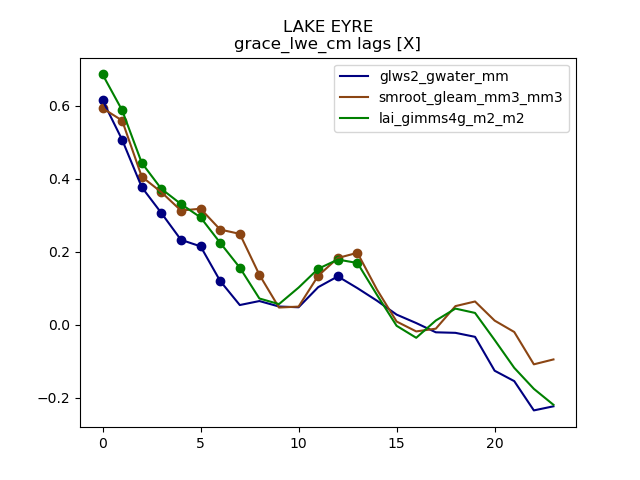 LAKE EYRE
grace_lwe_cm lags [X]
glws2_gwater_mm
smroot_gleam_mm3_mm3
lai_gimms4g_m2_m2
0.6
0.4
0.2
0.0
−0.2
0 5 10 15 20